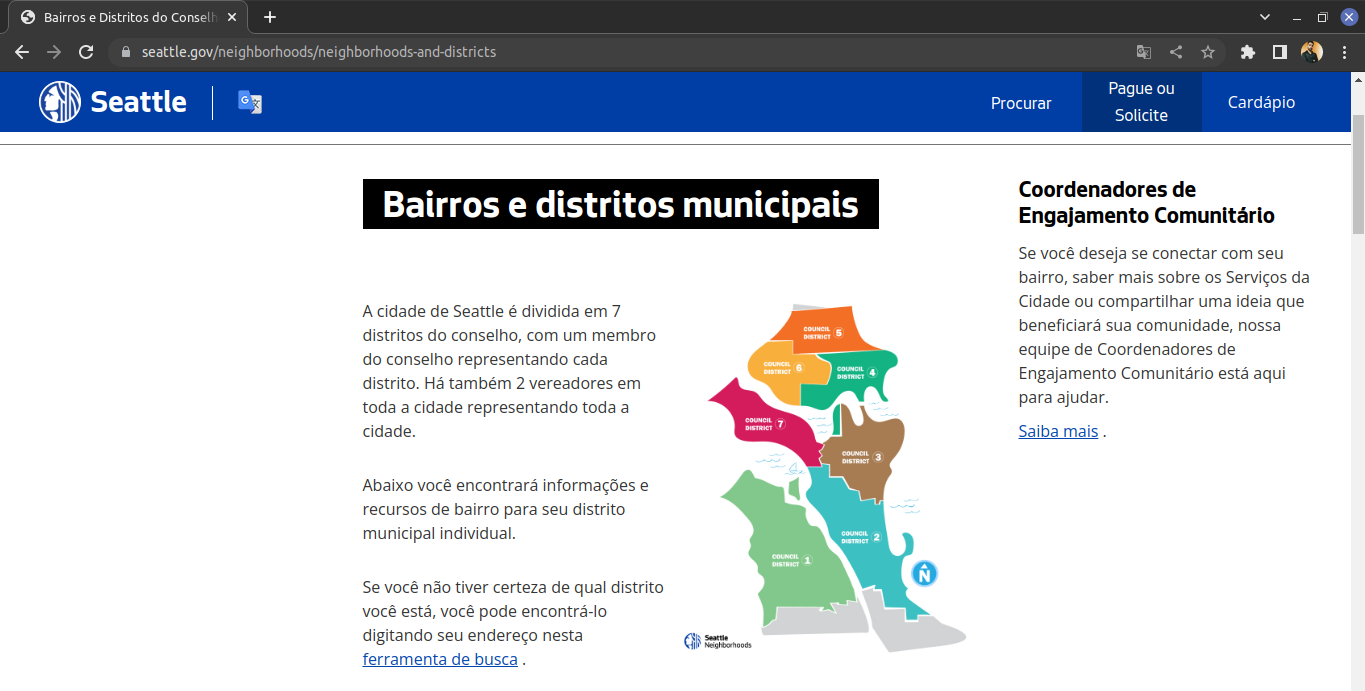 Bairros e Distritos do Conselh
seattle.gov/neighborhoods/neighborhoods-and-districts
Seattle
Procurar
Pague ou
Solicite
Cardápio
Bairros e distritos municipais
A cidade de Seattle é dividida em 7
distritos do conselho, com um membro
do conselho representando cada
distrito. Há também 2 vereadores em
toda a cidade representando toda a
cidade.
Abaixo você encontrará informações e
recursos de bairro para seu distrito
municipal individual.
Se você não tiver certeza de qual distrito
você está, você pode encontrá-lo
digitando seu endereço nesta
ferramenta de busca .
COUNCIL
DISTRICT 5
COUNCIL
DISTRICT 6
COUNCIL
DISTRICT 4
COUNCIL
DISTRICT 7
COUNCIL
DISTRICT 3
COUNCIL
DISTRICT 2
COUNCIL
DISTRICT 1
N
Seattle
Neighborhoods
Coordenadores de
Engajamento Comunitário
Se você deseja se conectar com seu
bairro, saber mais sobre os Serviços da
Cidade ou compartilhar uma ideia que
beneficiará sua comunidade, nossa
equipe de Coordenadores de
Engajamento Comunitário está aqui
para ajudar.
Saiba mais .